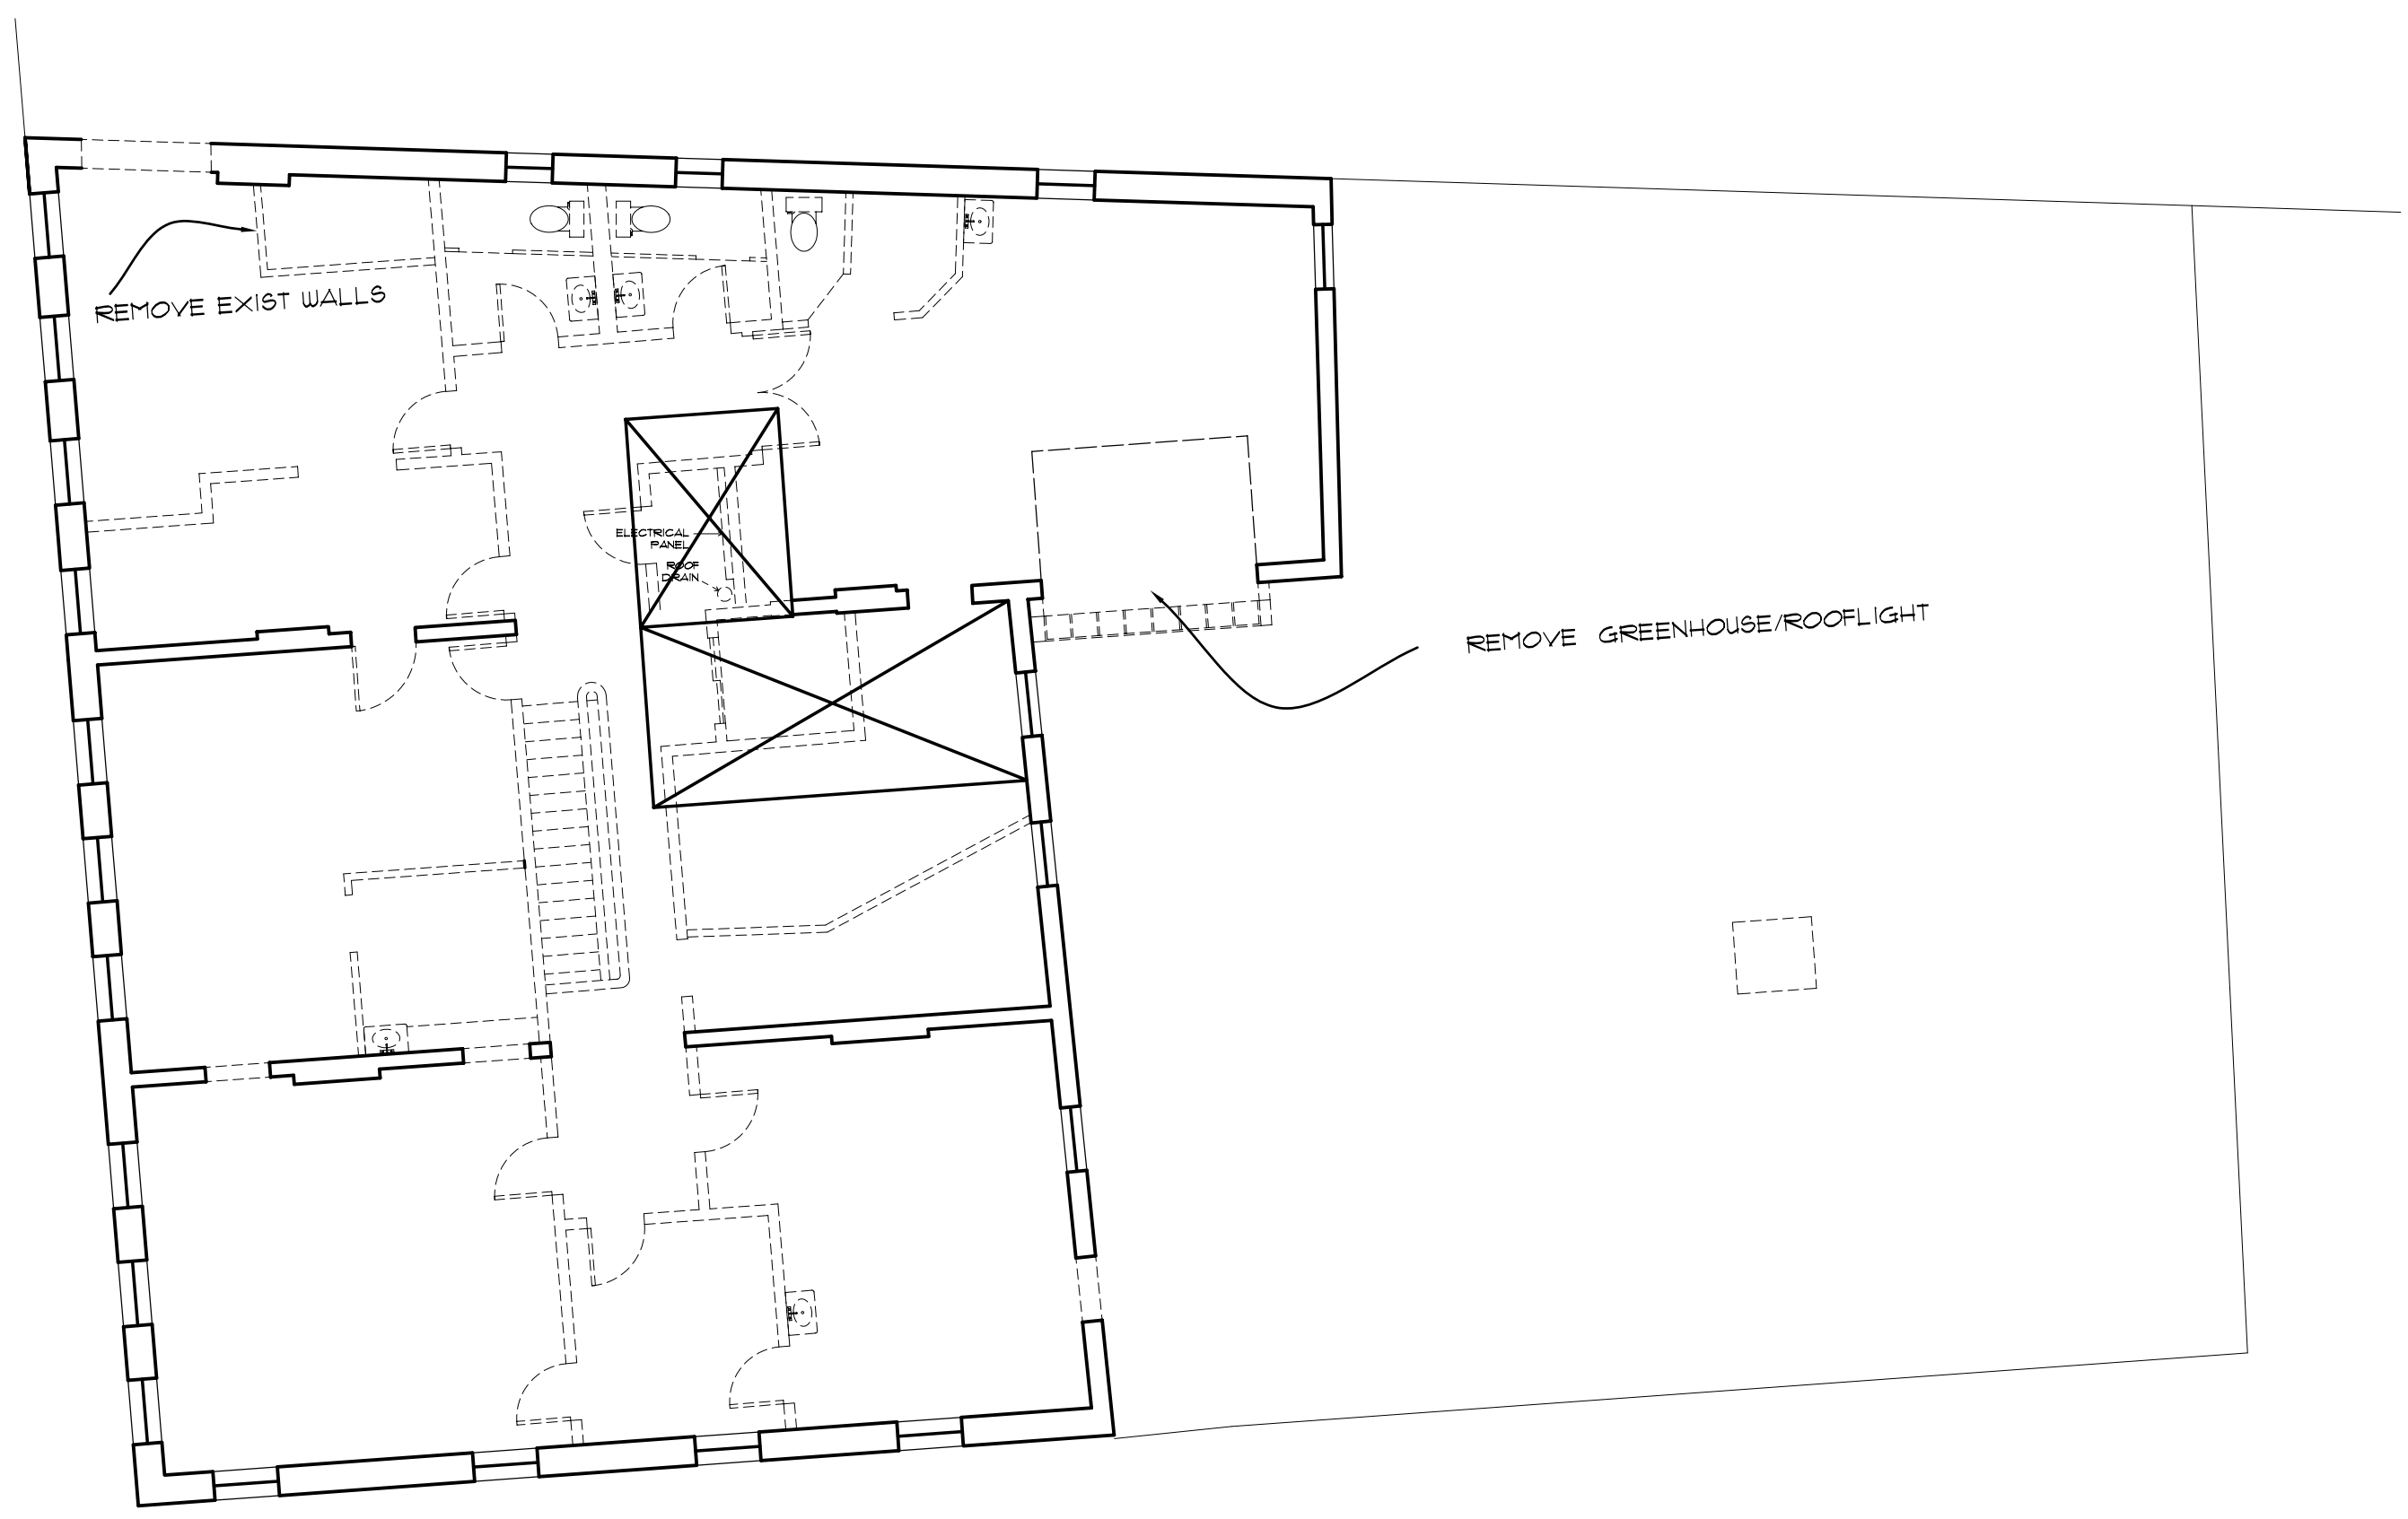 REMOVE EXIST WALLS
ELECTRICAL
PANEL
ROOF
DRAIN
REMOVE GREENHOUSE/ROOFLIGHT